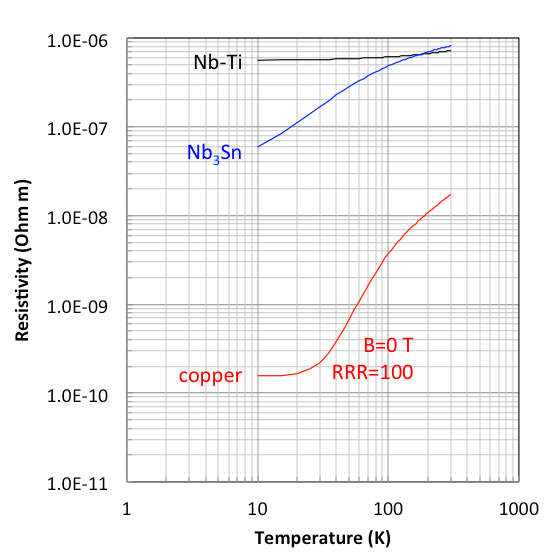 1.0E-06
Nb-Ti
1.0E-07
Nb₃Sn
1.0E-08
Resistivity (Ohm m)
1.0E-09
B=0 T
copper
RRR=100
1.0E-10
1.0E-11
1 10 100 1000
Temperature (K)